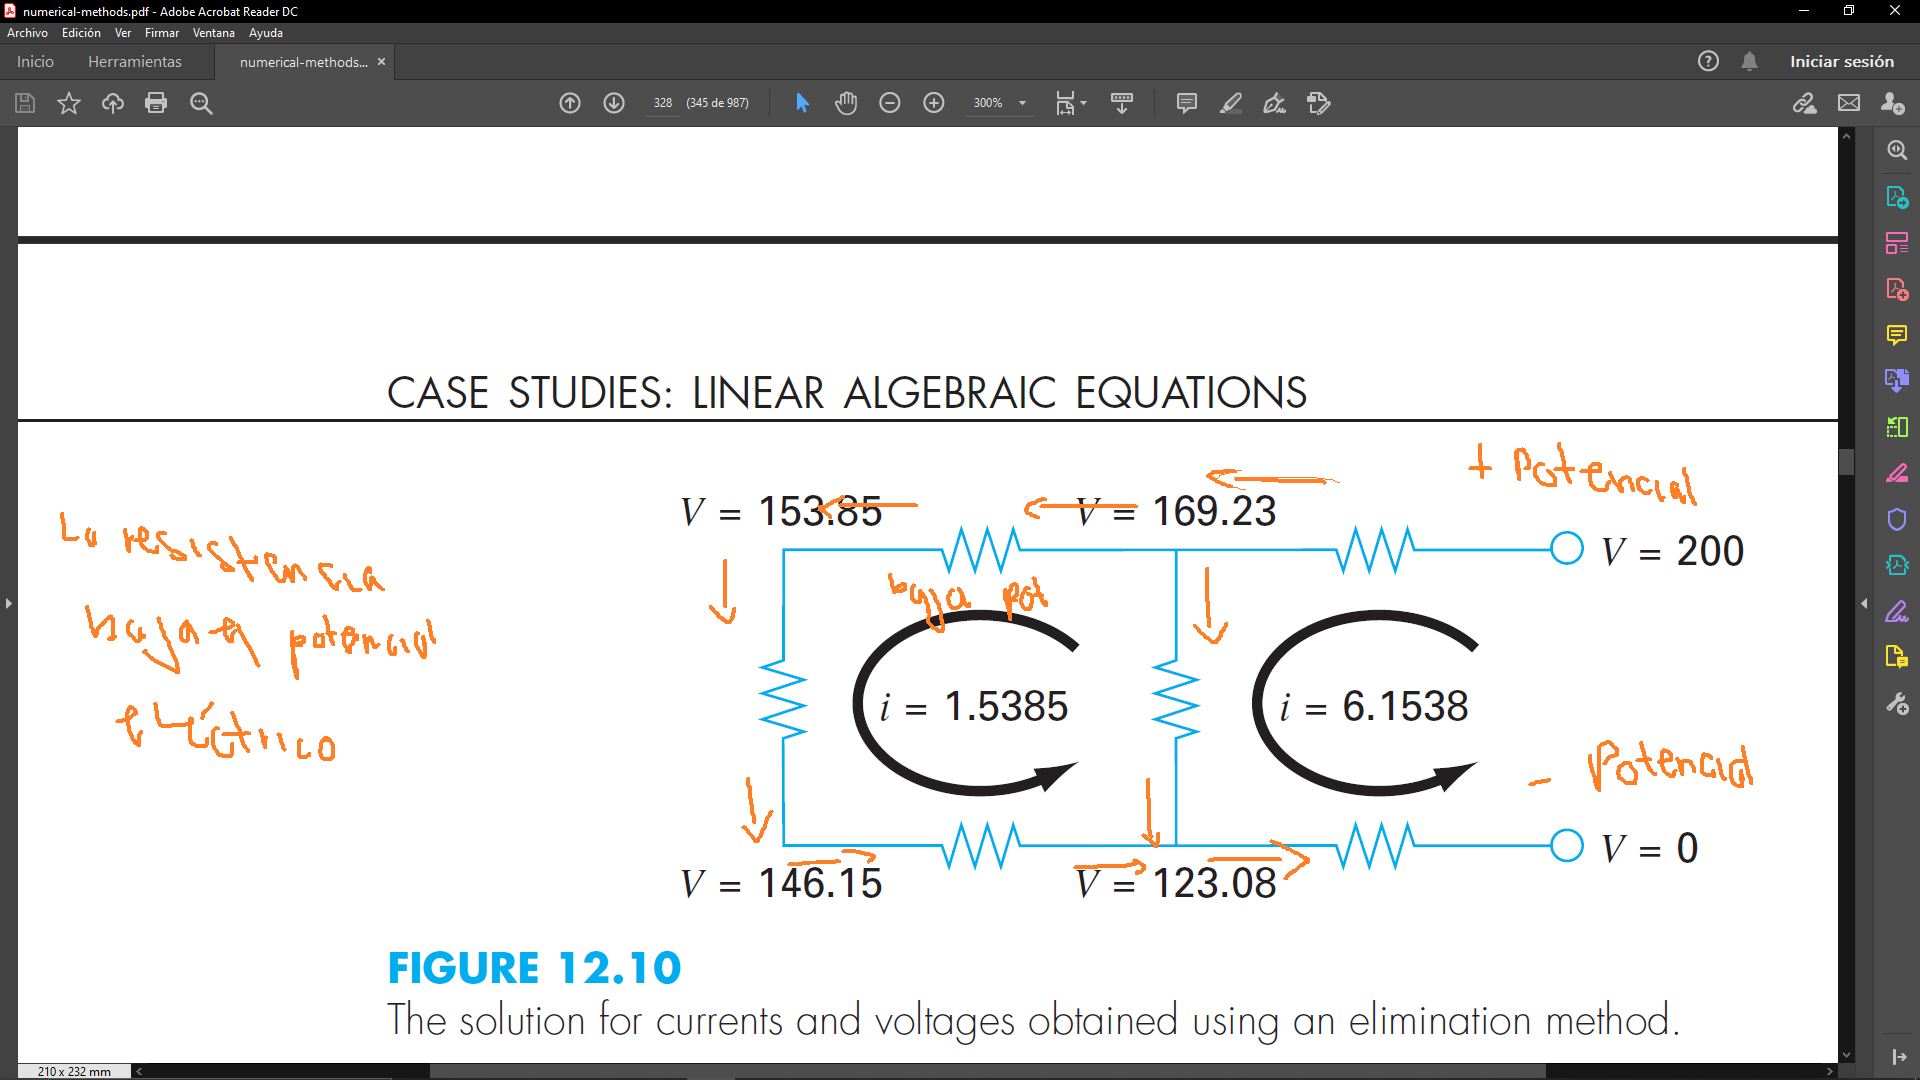 numerical-methods.pdf - Adobe Acrobat Reader DC
Archivo Edición Ver Firmar Ventana Ayuda
Inicio Herramientas numerical-methods... × Iniciar sesión
328 (345 de 987) 300%
CASE STUDIES: LINEAR ALGEBRAIC EQUATIONS
+ Potencial
V = 153.85 V = 169.23
V = 200
La resistencia
baja el potencial
eléctrico
baja pot
i = 1.5385 i = 6.1538
- Potencial
V = 0
V = 146.15 V = 123.08
FIGURE 12.10
The solution for currents and voltages obtained using an elimination method.
210 x 232 mm